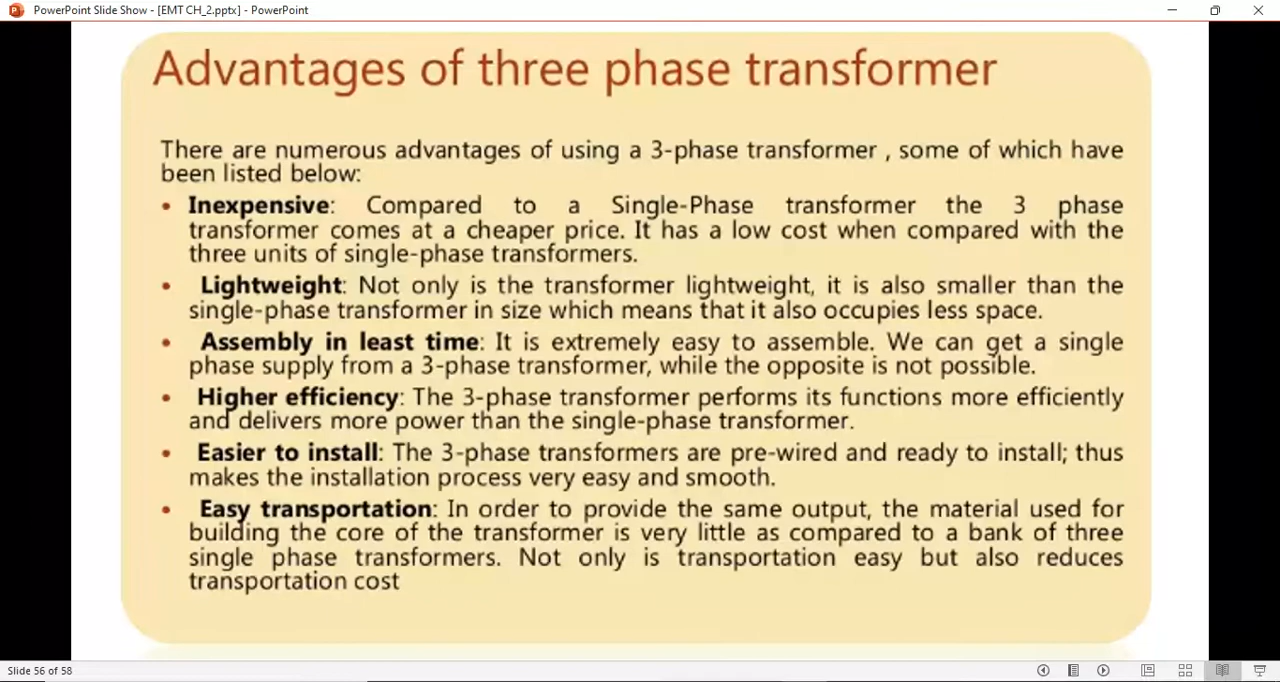 PowerPoint Slide Show - [EMT CH_2.pptx] - PowerPoint
Advantages of three phase transformer
There are numerous advantages of using a 3-phase transformer , some of which have
been listed below:
• Inexpensive: Compared to a Single-Phase transformer the 3 phase
transformer comes at a cheaper price. It has a low cost when compared with the
three units of single-phase transformers.
• Lightweight: Not only is the transformer lightweight, it is also smaller than the
single-phase transformer in size which means that it also occupies less space.
• Assembly in least time: It is extremely easy to assemble. We can get a single
phase supply from a 3-phase transformer, while the opposite is not possible.
• Higher efficiency: The 3-phase transformer performs its functions more efficiently
and delivers more power than the single-phase transformer.
• Easier to install: The 3-phase transformers are pre-wired and ready to install; thus
makes the installation process very easy and smooth.
• Easy transportation: In order to provide the same output, the material used for
building the core of the transformer is very little as compared to a bank of three
single phase transformers. Not only is transportation easy but also reduces
transportation cost
Slide 56 of 58